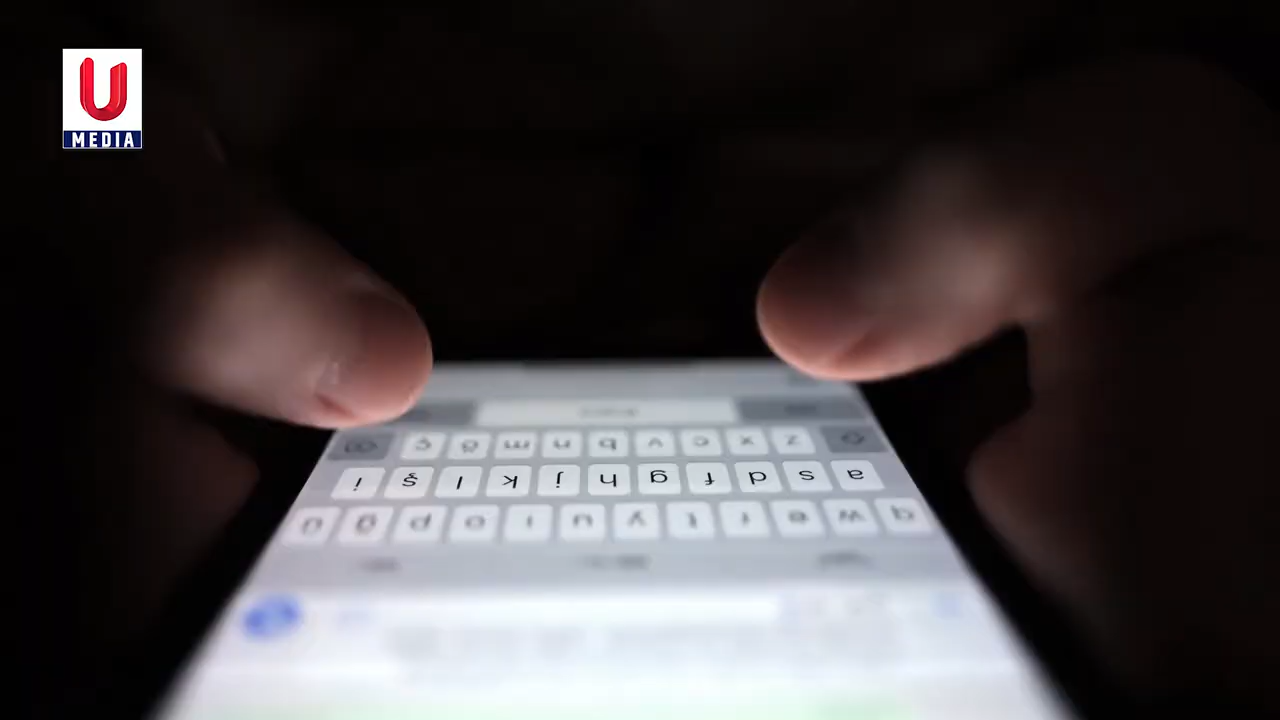 U
MEDIA
q w e r t y u ı o p ğ ü
a s d f g h j k l ş i
z x c v b n m ö ç